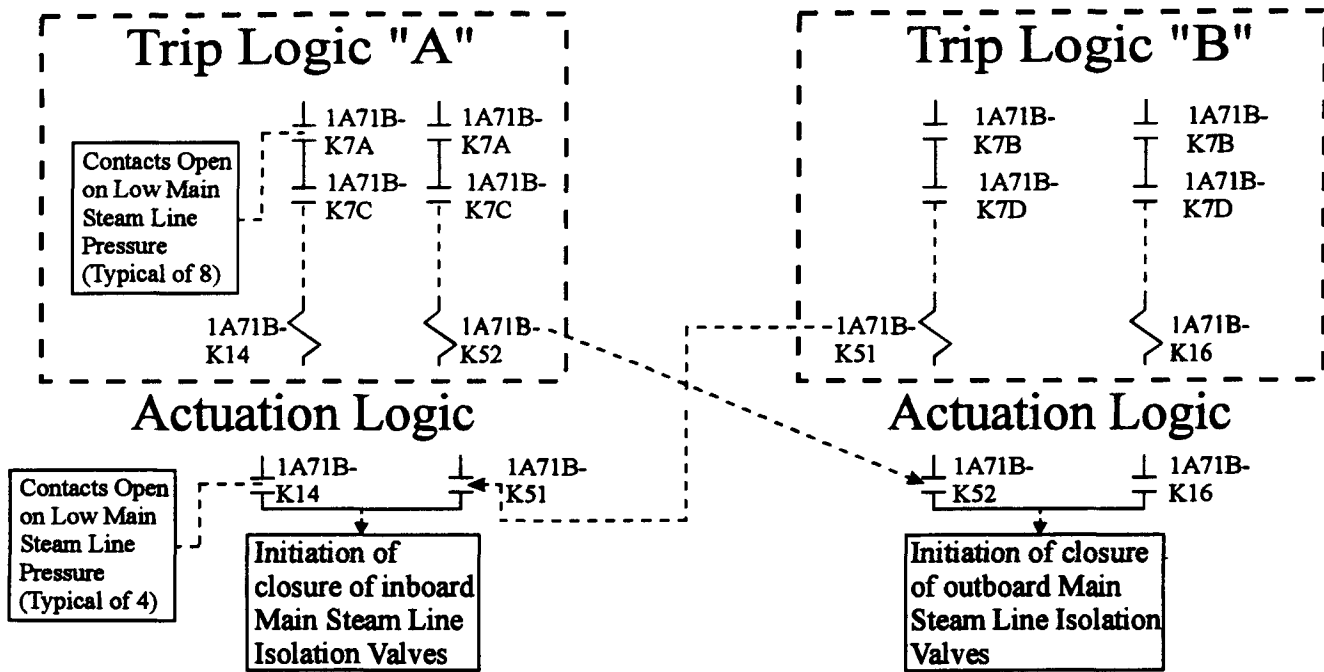 Trip Logic "A"
Trip Logic "B"
1A71B-
K7A
1A71B-
K7A
1A71B-
K7B
1A71B-
K7B
Contacts Open
on Low Main
Steam Line
Pressure
(Typical of 8)
1A71B-
K7C
1A71B-
K7C
1A71B-
K7D
1A71B-
K7D
1A71B-
K14
1A71B-
K52
1A71B-
K51
1A71B-
K16
Actuation Logic
Actuation Logic
Contacts Open
on Low Main
Steam Line
Pressure
(Typical of 4)
1A71B-
K14
1A71B-
K51
1A71B-
K52
1A71B-
K16
Initiation of
closure of inboard
Main Steam Line
Isolation Valves
Initiation of closure
of outboard Main
Steam Line Isolation
Valves